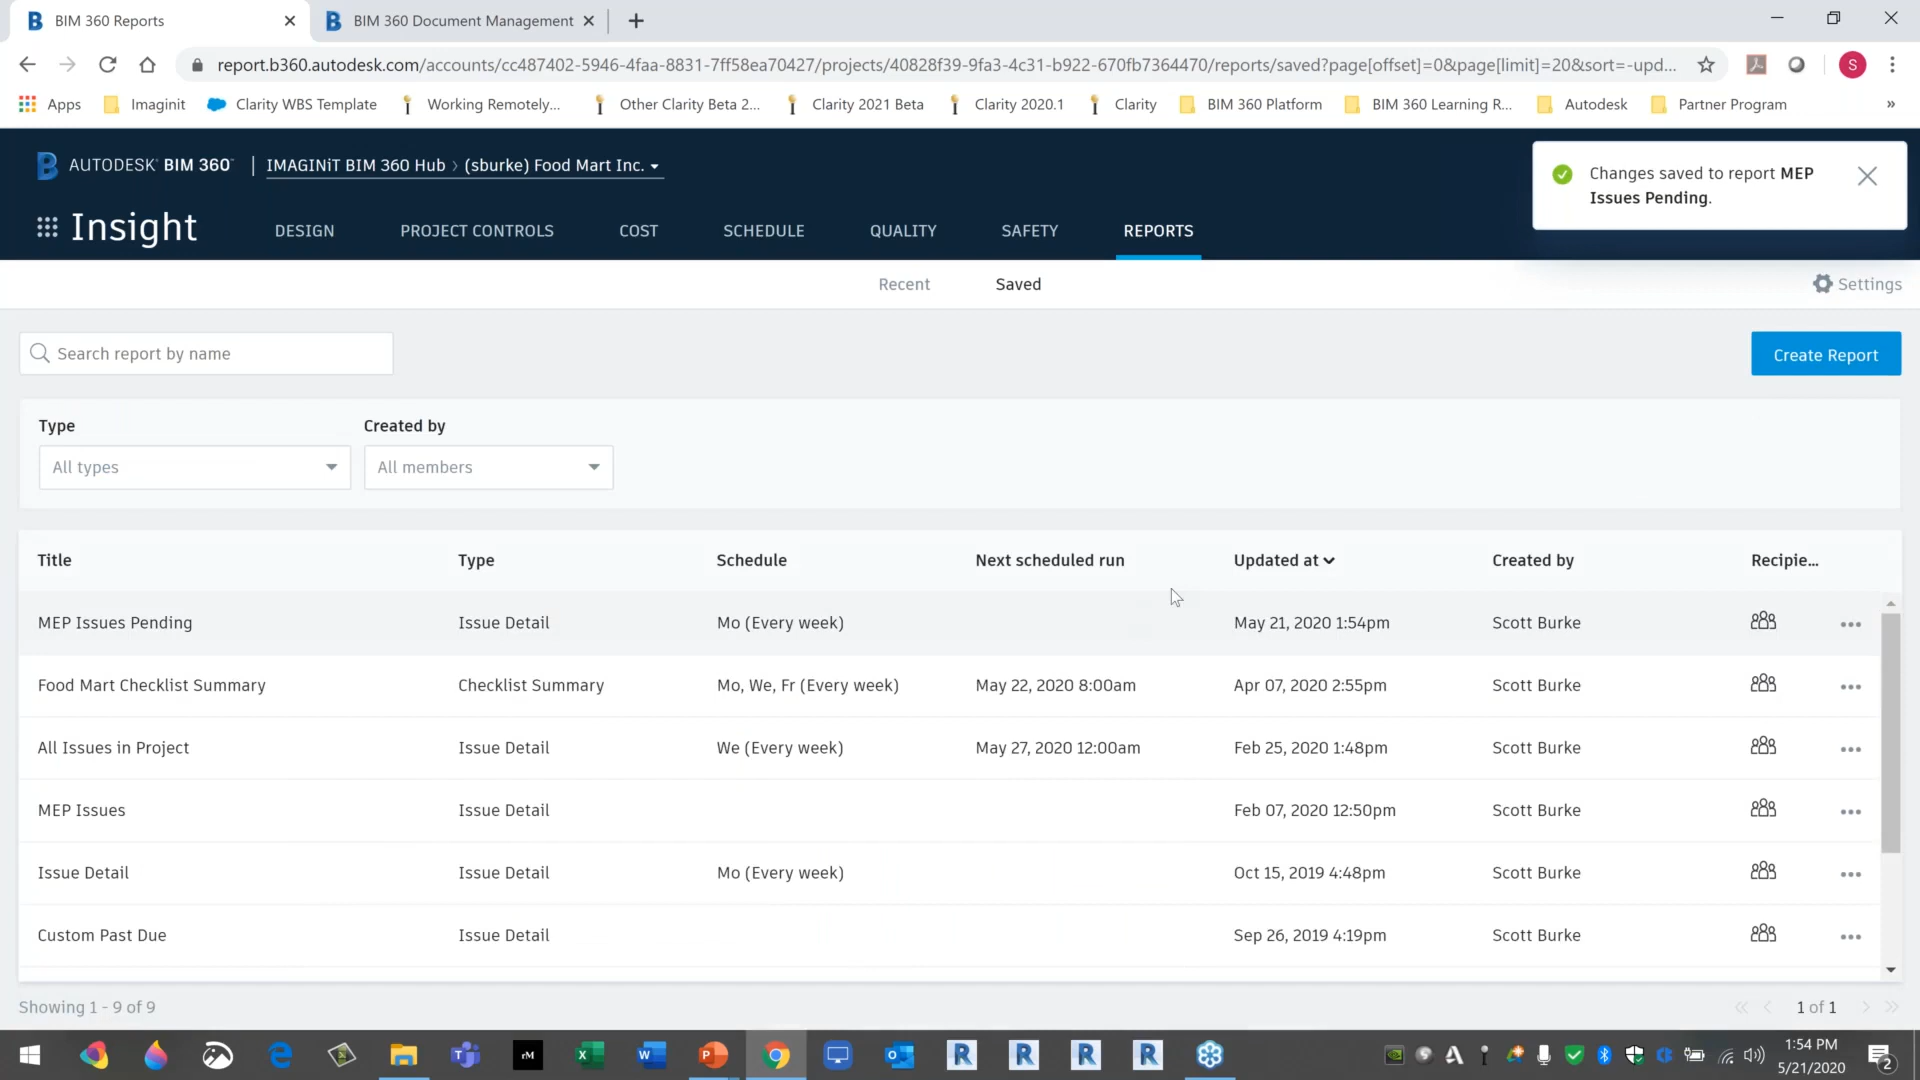 BIM 360 Reports
BIM 360 Document Management
report.b360.autodesk.com/accounts/cc487402-5946-4faa-8831-7ff58ea70427/projects/40828f39-9fa3-4c31-b922-670fb7364470/reports/saved?page[offset]=0&page[limit]=20&sort=-upd...
S
Apps
Imaginit
Clarity WBS Template
Working Remotely...
Other Clarity Beta 2...
Clarity 2021 Beta
Clarity 2020.1
Clarity
BIM 360 Platform
BIM 360 Learning R...
Autodesk
Partner Program
»
AUTODESK BIM 360
IMAGINiT BIM 360 Hub › (sburke) Food Mart Inc.
Changes saved to report MEP
Issues Pending.
Insight
DESIGN
PROJECT CONTROLS
COST
SCHEDULE
QUALITY
SAFETY
REPORTS
Recent
Saved
Settings
Search report by name
Create Report
Type
Created by
All types
All members
Title Type Schedule Next scheduled run Updated at Created by Recipie...
MEP Issues Pending Issue Detail Mo (Every week) May 21, 2020 1:54pm Scott Burke
Food Mart Checklist Summary Checklist Summary Mo, We, Fr (Every week) May 22, 2020 8:00am Apr 07, 2020 2:55pm Scott Burke
All Issues in Project Issue Detail We (Every week) May 27, 2020 12:00am Feb 25, 2020 1:48pm Scott Burke
MEP Issues Issue Detail Feb 07, 2020 12:50pm Scott Burke
Issue Detail Issue Detail Mo (Every week) Oct 15, 2019 4:48pm Scott Burke
Custom Past Due Issue Detail Sep 26, 2019 4:19pm Scott Burke
Showing 1 - 9 of 9
1 of 1
rM
1:54 PM
5/21/2020
2